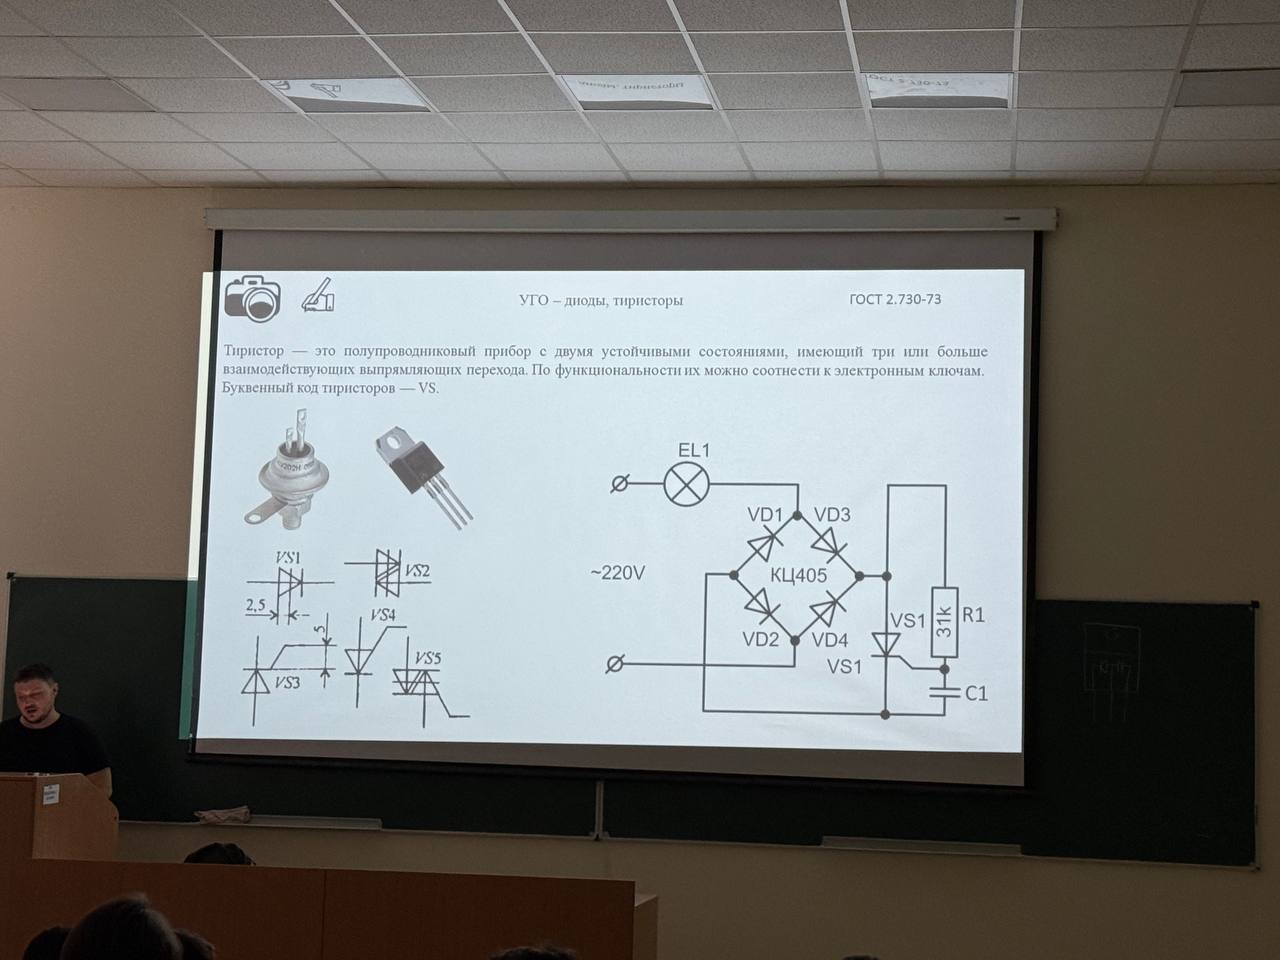 УГО – диоды, тиристоры
ГОСТ 2.730-73
Тиристор — это полупроводниковый прибор с двумя устойчивыми состояниями, имеющий три или больше
взаимодействующих выпрямляющих перехода. По функциональности их можно соотнести к электронным ключам.
Буквенный код тиристоров — VS.
VS1
VS2
2,5
VS4
5
VS3
VS5
EL1
VD1
VD3
~220V
КЦ405
VD2
VD4
VS1
VS1
31к
R1
C1